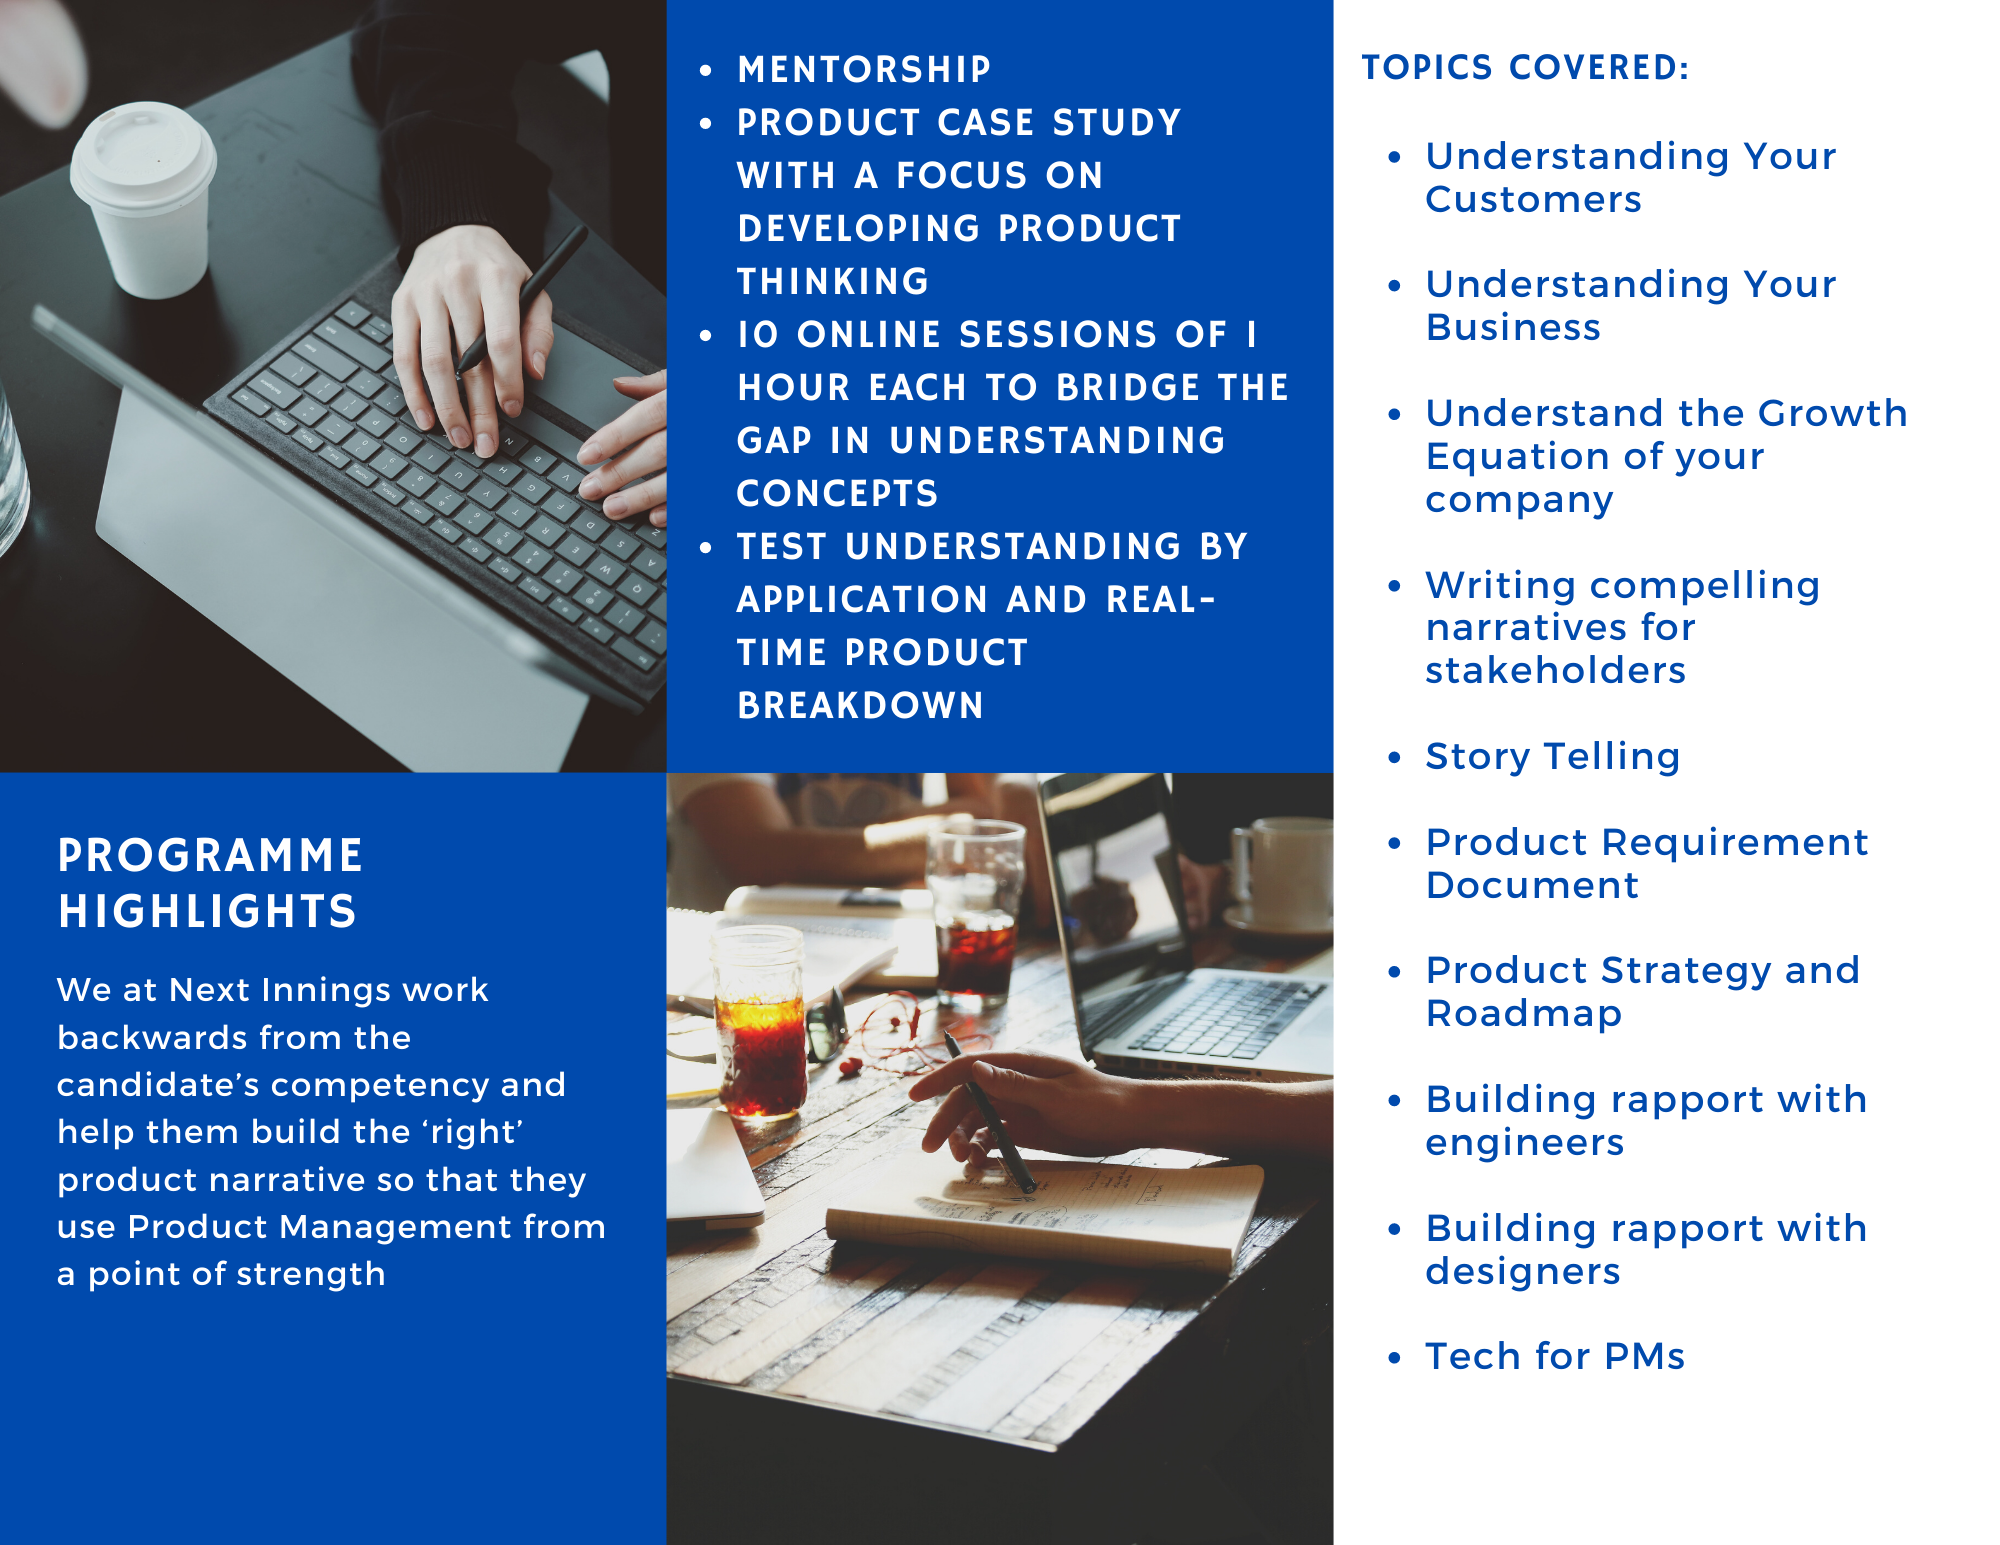 MENTORSHIP
PRODUCT CASE STUDY
WITH A FOCUS ON
DEVELOPING PRODUCT
THINKING
10 ONLINE SESSIONS OF 1
HOUR EACH TO BRIDGE THE
GAP IN UNDERSTANDING
CONCEPTS
TEST UNDERSTANDING BY
APPLICATION AND REAL-
TIME PRODUCT
BREAKDOWN
PROGRAMME
HIGHLIGHTS
We at Next Innings work
backwards from the
candidate’s competency and
help them build the ‘right’
product narrative so that they
use Product Management from
a point of strength
TOPICS COVERED:
Understanding Your
Customers
Understanding Your
Business
Understand the Growth
Equation of your
company
Writing compelling
narratives for
stakeholders
Story Telling
Product Requirement
Document
Product Strategy and
Roadmap
Building rapport with
engineers
Building rapport with
designers
Tech for PMs